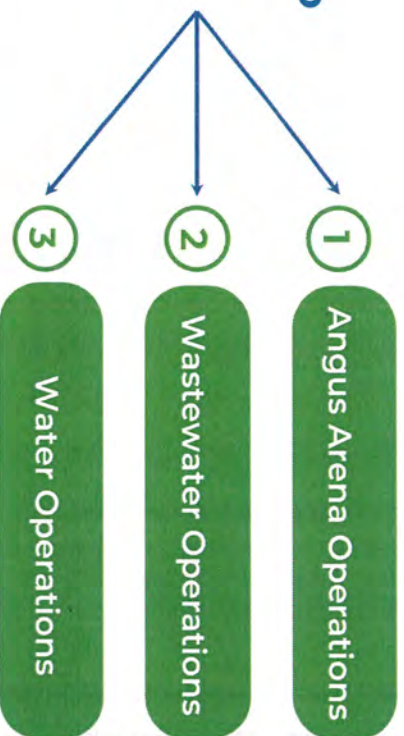 1
Angus Arena Operations
2
Wastewater Operations
3
Water Operations